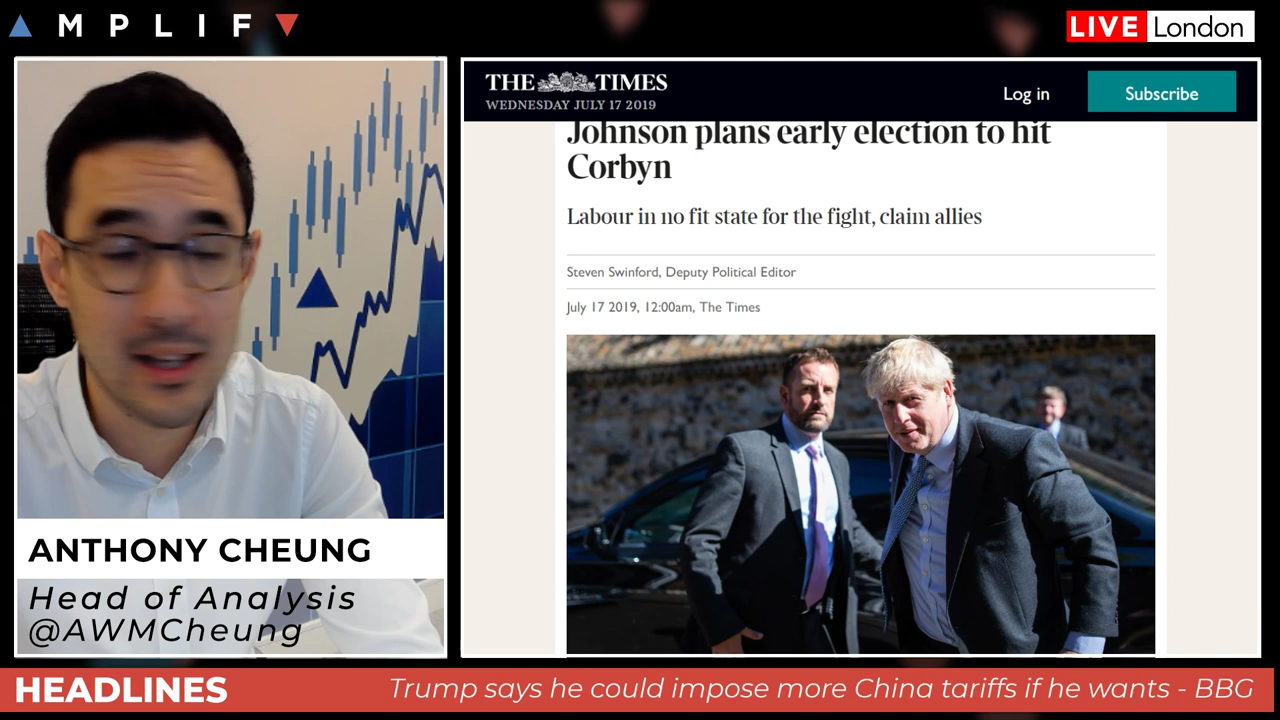 MPLIF
LIVE London
THE TIMES
WEDNESDAY JULY 17 2019
Log in
Subscribe
Johnson plans early election to hit
Corbyn
Labour in no fit state for the fight, claim allies
Steven Swinford, Deputy Political Editor
July 17 2019, 12:00am, The Times
ANTHONY CHEUNG
Head of Analysis
@AWMCheung
HEADLINES
Trump says he could impose more China tariffs if he wants - BBG